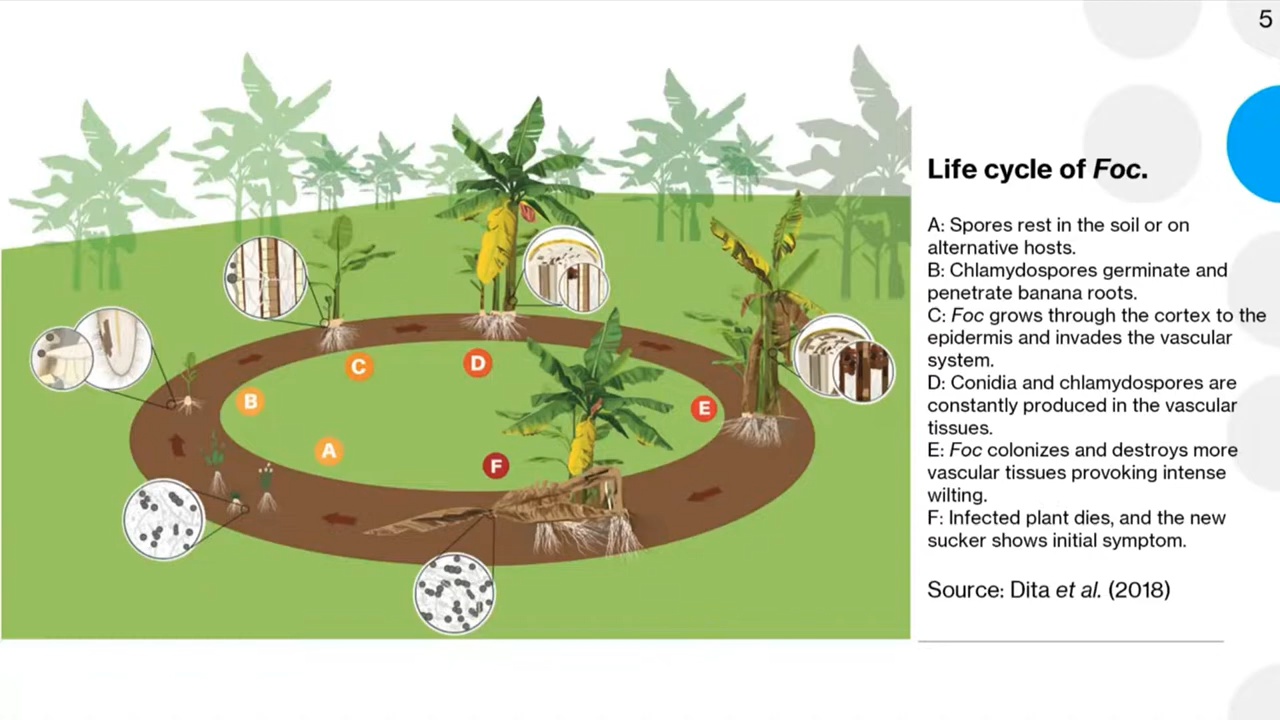 5
Life cycle of Foc.
A: Spores rest in the soil or on
alternative hosts.
B: Chlamydospores germinate and
penetrate banana roots.
C: Foc grows through the cortex to the
epidermis and invades the vascular
system.
D: Conidia and chlamydospores are
constantly produced in the vascular
tissues.
E: Foc colonizes and destroys more
vascular tissues provoking intense
wilting.
F: Infected plant dies, and the new
sucker shows initial symptom.
Source: Dita et al. (2018)
C
D
B
E
A
F